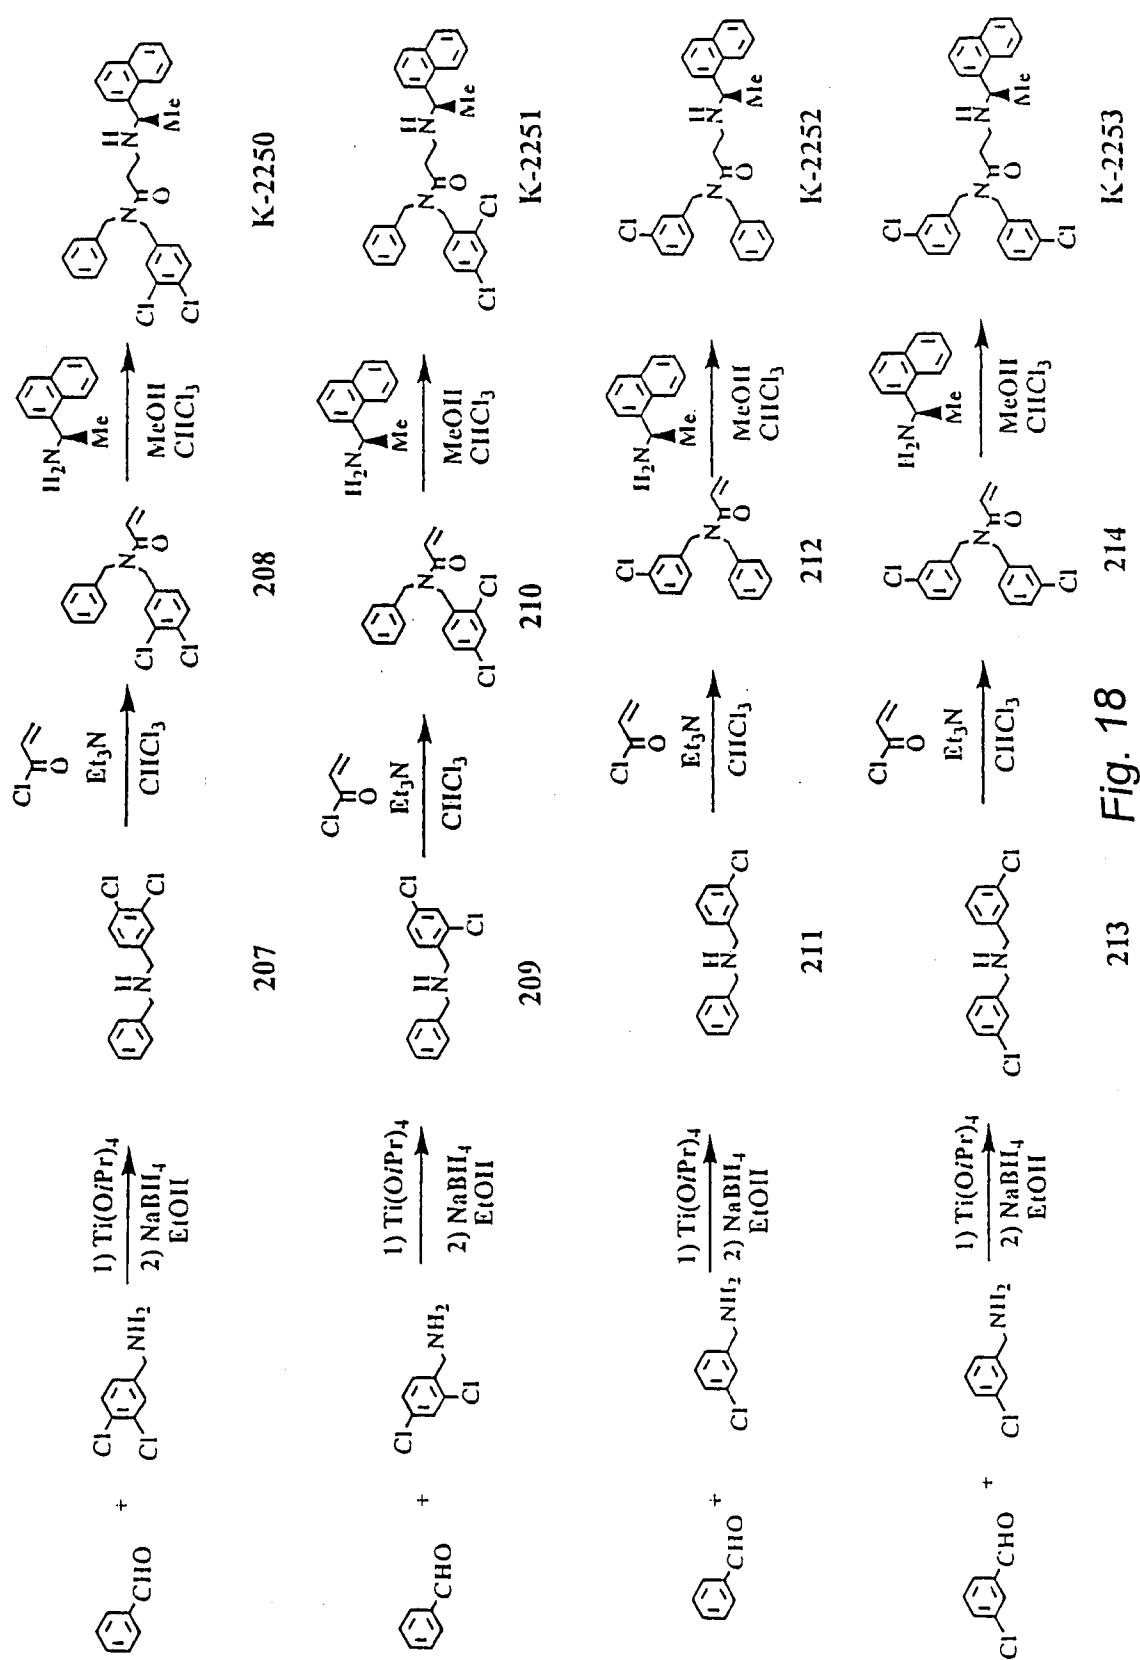 CHO
+
Cl
Cl
NH2
1) Ti(OiPr)4
2) NaBH4
EtOH
H
N
Cl
Cl
207
Cl
O
Et3N
CHCl3
N
O
Cl
Cl
208
H2N
Me
MeOH
CHCl3
N
O
H
N
Me
Cl
Cl
K-2250
CHO
+
Cl
Cl
NH2
1) Ti(OiPr)4
2) NaBH4
EtOH
H
N
Cl
Cl
209
Cl
O
Et3N
CHCl3
N
O
Cl
Cl
210
H2N
Me
MeOH
CHCl3
N
O
H
N
Me
Cl
Cl
K-2251
CHO
+
Cl
NH2
1) Ti(OiPr)4
2) NaBH4
EtOH
H
N
Cl
211
Cl
O
Et3N
CHCl3
Cl
N
O
212
H2N
Me
MeOH
CHCl3
Cl
N
O
H
N
Me
K-2252
Cl
CHO
+
Cl
NH2
1) Ti(OiPr)4
2) NaBH4
EtOH
Cl
H
N
Cl
213
Cl
O
Et3N
CHCl3
Cl
N
O
Cl
214
H2N
Me
MeOH
CHCl3
Cl
N
O
H
N
Me
Cl
K-2253
Fig. 18